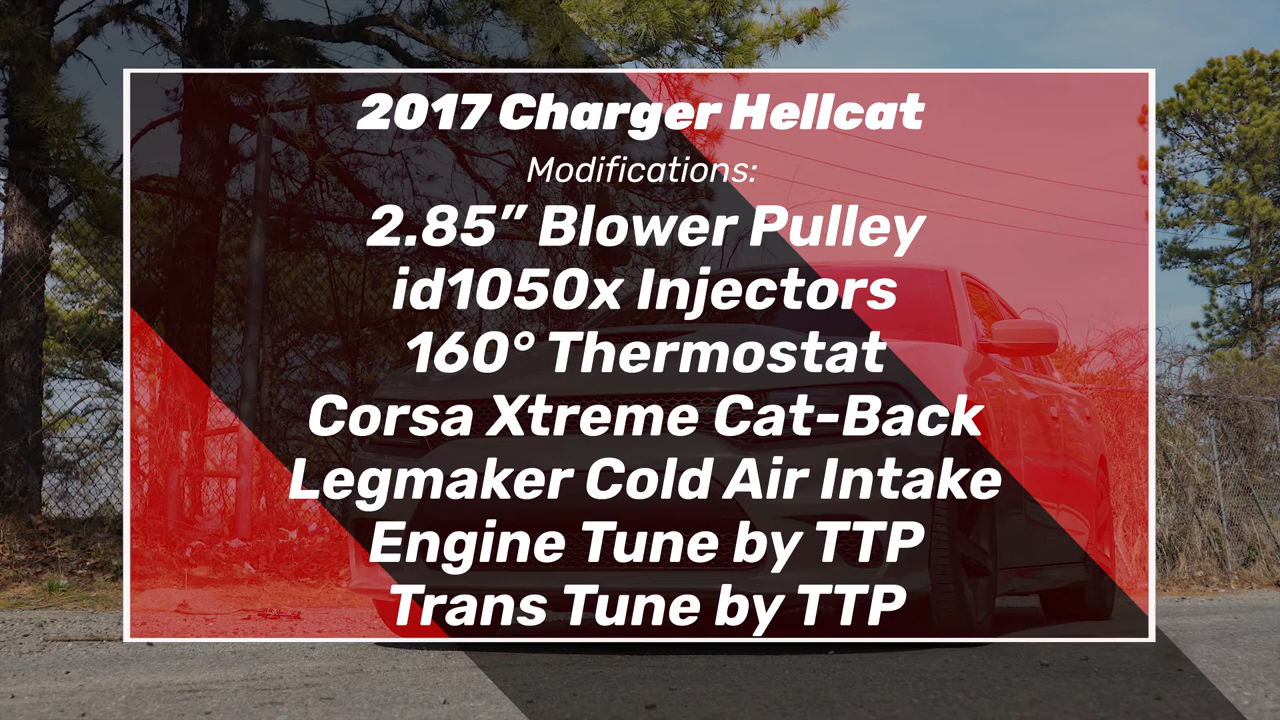 2017 Charger Hellcat
Modifications:
2.85” Blower Pulley
id1050x Injectors
160° Thermostat
Corsa Xtreme Cat-Back
Legmaker Cold Air Intake
Engine Tune by TTP
Trans Tune by TTP